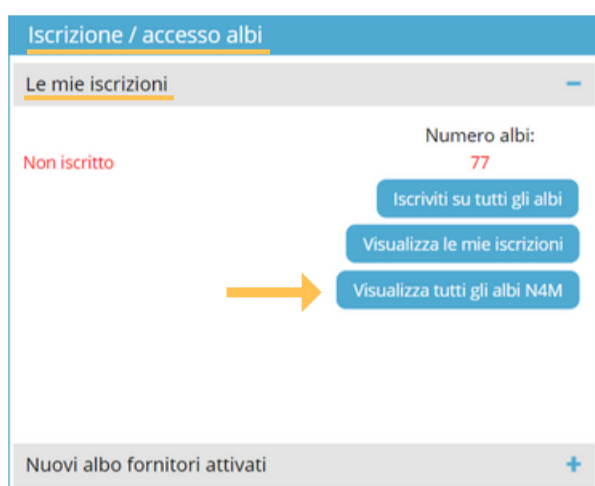 Iscrizione / accesso albi
Le mie iscrizioni
Numero albi:
Non iscritto
77
Iscriviti su tutti gli albi
Visualizza le mie iscrizioni
Visualizza tutti gli albi N4M
Nuovi albo fornitori attivati